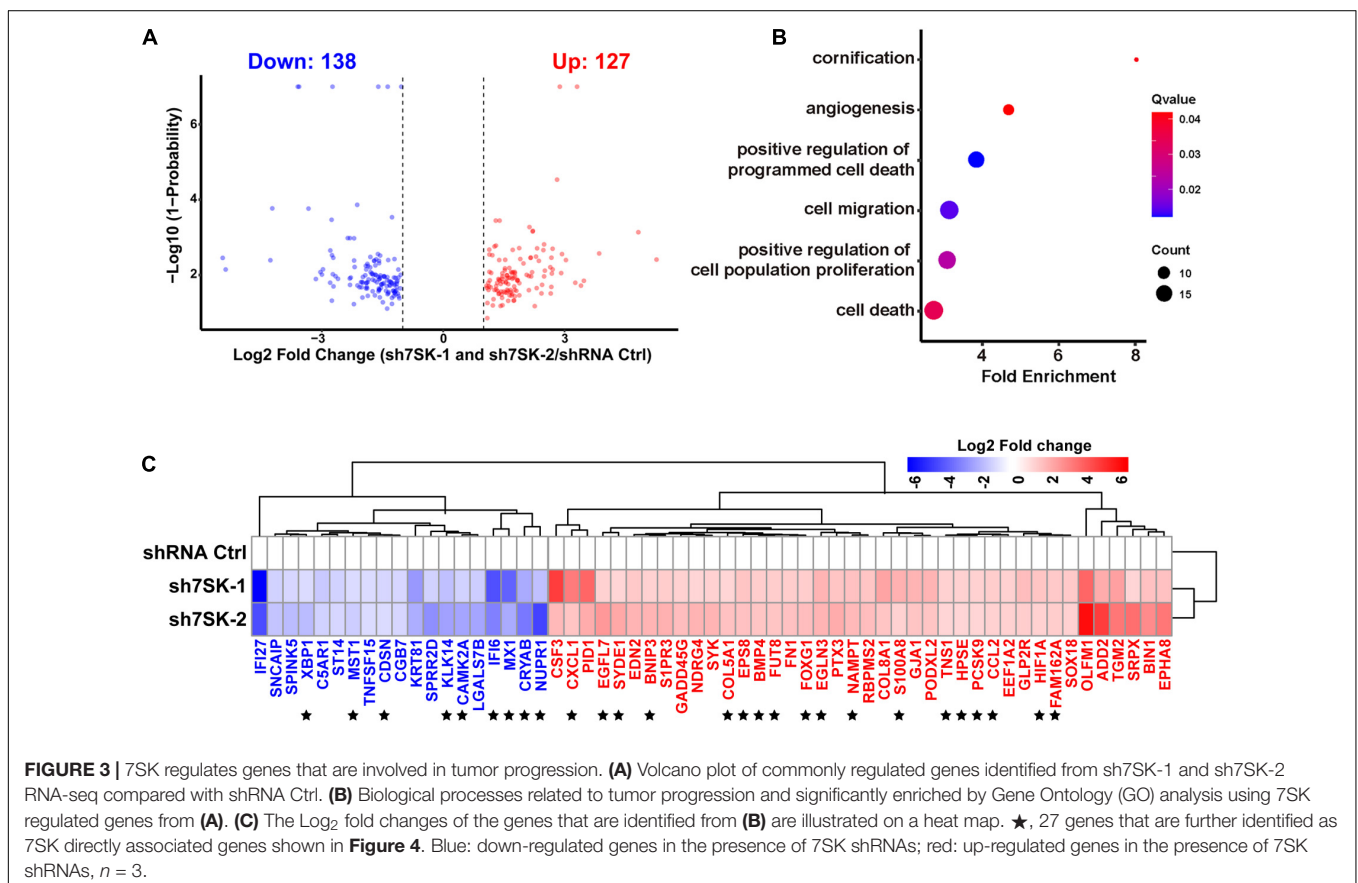 A
Down: 138
Up: 127
−Log10 (1−Probability)
6
4
2
−3
0
3
Log2 Fold Change (sh7SK-1 and sh7SK-2/shRNA Ctrl)
B
cornification
angiogenesis
positive regulation of
programmed cell death
cell migration
positive regulation of
cell population proliferation
cell death
4
6
8
Fold Enrichment
Qvalue
0.04
0.03
0.02
Count
10
15
C
Log2 Fold change
-6
-4
-2
0
2
4
6
shRNA Ctrl
sh7SK-1
sh7SK-2
IFI27
SNCAIP
SPINK5
XBP1
C5AR1
ST14
MST1
TNFSF15
CDSN
CGB7
KRT81
SPRR2D
KLK14
CAMK2A
LGALS7B
IFI6
MX1
CRYAB
NUPR1
CSF3
CXCL1
PID1
EGFL7
SYDE1
EDN2
BNIP3
S1PR3
GADD45G
NDRG4
SYK
COL5A1
EPS8
BMP4
FUT8
FN1
FOXG1
EGLN3
PTX3
NAMPT
RBPMS2
COL8A1
S100A8
GJA1
PODXL2
TNS1
HPSE
PCSK9
CCL2
EEF1A2
GLP2R
HIF1A
FAM162A
SOX18
OLFM1
ADD2
TGM2
SRPX
BIN1
EPHA8
FIGURE 3 | 7SK regulates genes that are involved in tumor progression. (A) Volcano plot of commonly regulated genes identified from sh7SK-1 and sh7SK-2
RNA-seq compared with shRNA Ctrl. (B) Biological processes related to tumor progression and significantly enriched by Gene Ontology (GO) analysis using 7SK
regulated genes from (A). (C) The Log2 fold changes of the genes that are identified from (B) are illustrated on a heat map. ★, 27 genes that are further identified as
7SK directly associated genes shown in Figure 4. Blue: down-regulated genes in the presence of 7SK shRNAs; red: up-regulated genes in the presence of 7SK
shRNAs, n = 3.